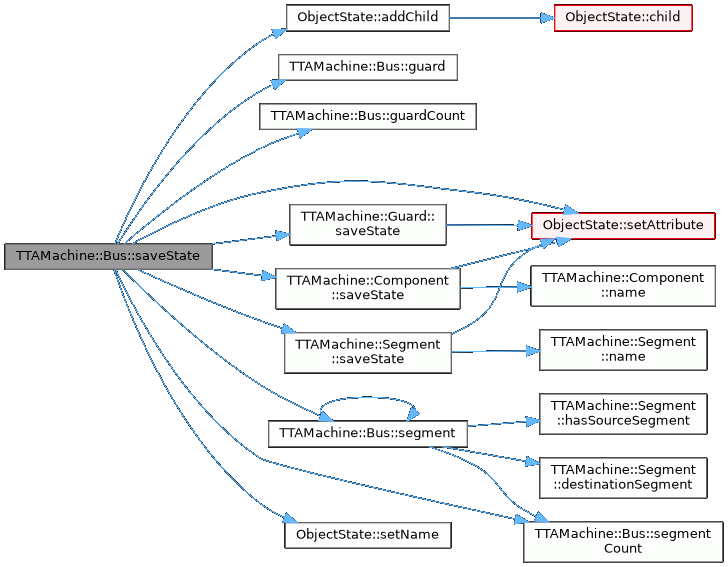 ObjectState::addChild
ObjectState::child
TTAMachine::Bus::guard
TTAMachine::Bus::guardCount
TTAMachine::Guard::
saveState
ObjectState::setAttribute
TTAMachine::Bus::saveState
TTAMachine::Component
::saveState
TTAMachine::Component
::name
TTAMachine::Segment
::saveState
TTAMachine::Segment
::name
TTAMachine::Segment
::hasSourceSegment
TTAMachine::Bus::segment
TTAMachine::Segment
::destinationSegment
ObjectState::setName
TTAMachine::Bus::segment
Count